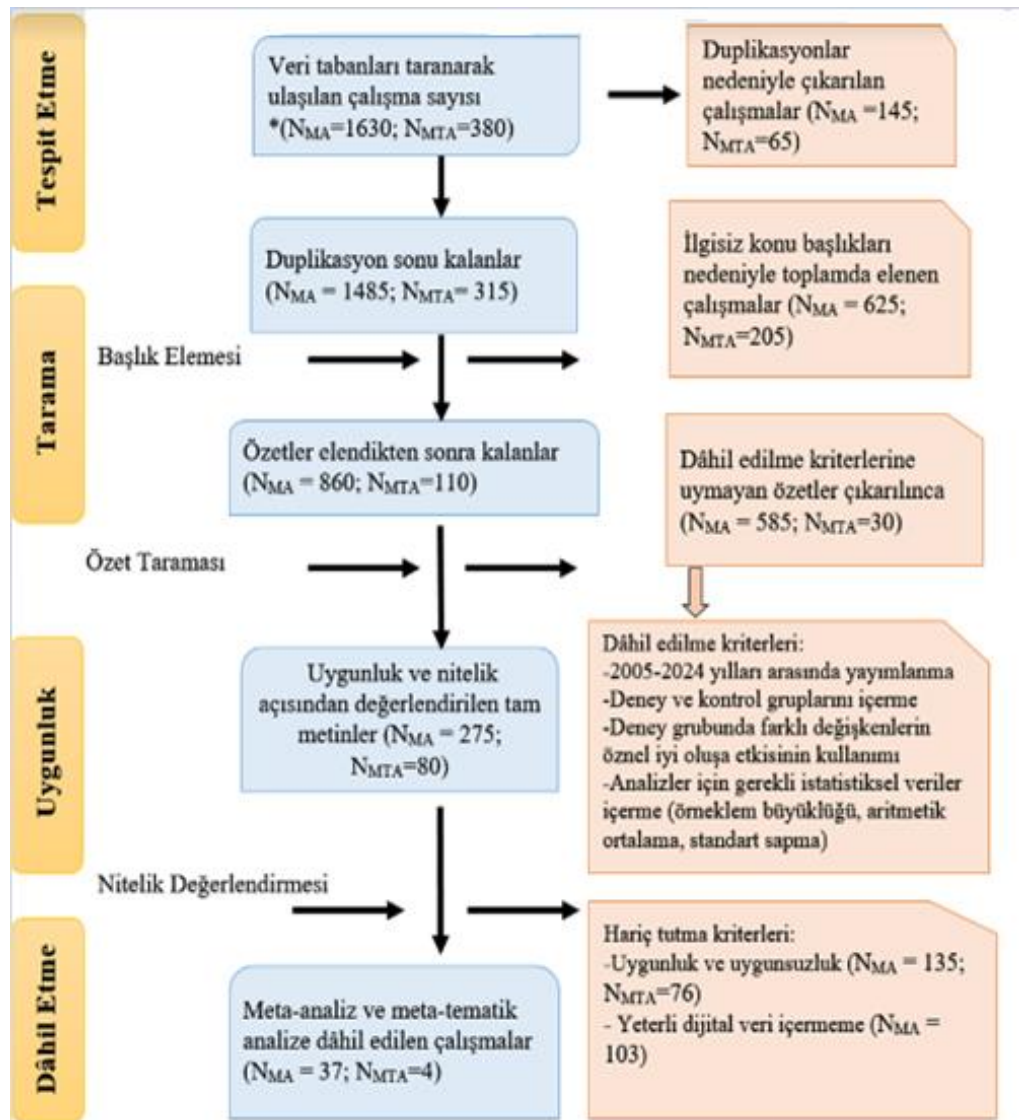 Tespit Etme
Veri tabanları taranarak
ulaşılan çalışma sayısı
*(NMA=1630; NMTA=380)
Duplikasyonlar
nedeniyle çıkarılan
çalışmalar (NMA =145;
NMTA=65)
Duplikasyon sonu kalanlar
(NMA = 1485; NMTA= 315)
İlgisiz konu başlıkları
nedeniyle toplamda elenen
çalışmalar (NMA = 625;
NMTA=205)
Tarama
Başlık Elemesi
Özetler elendikten sonra kalanlar
(NMA = 860; NMTA=110)
Dâhil edilme kriterlerine
uymayan özetler çıkarılınca
(NMA = 585; NMTA=30)
Özet Taraması
Uygunluk
Uygunluk ve nitelik
açısından değerlendirilen tam
metinler (NMA = 275;
NMTA=80)
Dâhil edilme kriterleri:
-2005-2024 yılları arasında yayımlanma
-Deney ve kontrol gruplarını içerme
-Deney grubunda farklı değişkenlerin
öznel iyi oluşa etkisinin kullanımı
-Analizler için gerekli istatistiksel veriler
içerme (örneklem büyüklüğü, aritmetik
ortalama, standart sapma)
Nitelik Değerlendirmesi
Dâhil Etme
Meta-analiz ve meta-tematik
analize dâhil edilen çalışmalar
(NMA = 37; NMTA=4)
Hariç tutma kriterleri:
-Uygunluk ve uygunsuzluk (NMA = 135;
NMTA=76)
- Yeterli dijital veri içermeme (NMA =
103)